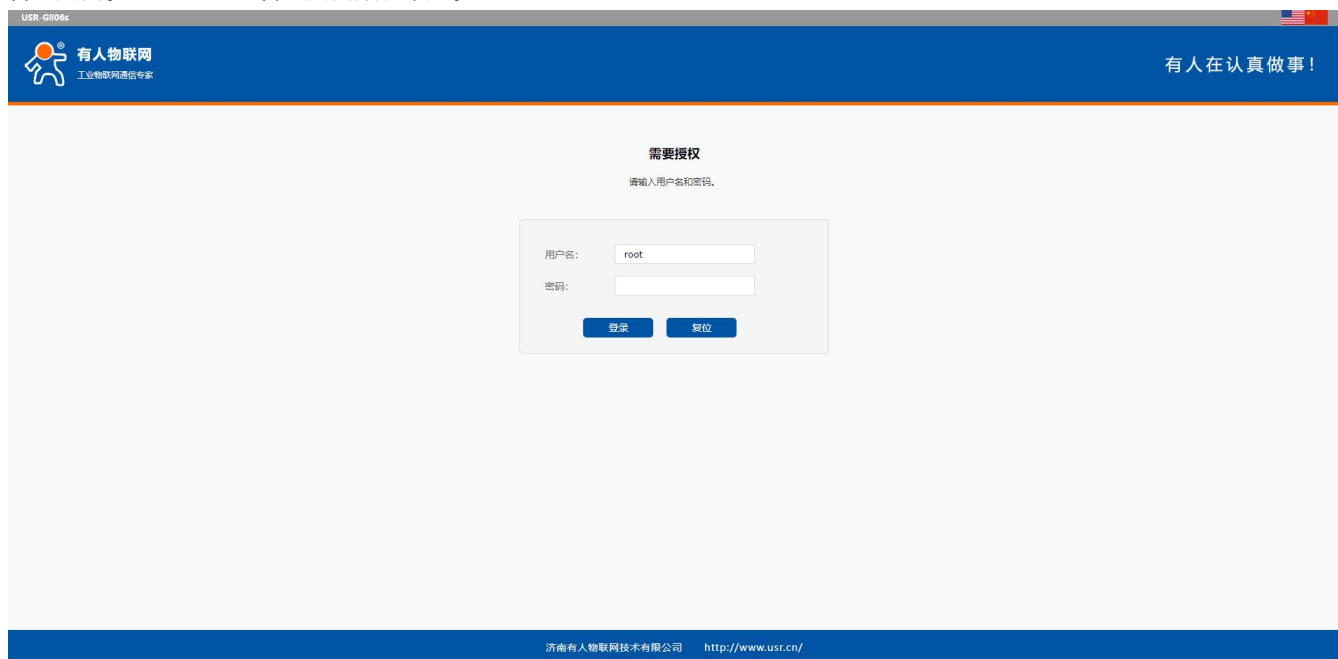 USR-G806s
有人物联网
工业物联网通信专家
有人在认真做事!
需要授权
请输入用户名和密码。
用户名: root
密码:
登录 复位
济南有人物联网技术有限公司 http://www.usr.cn/